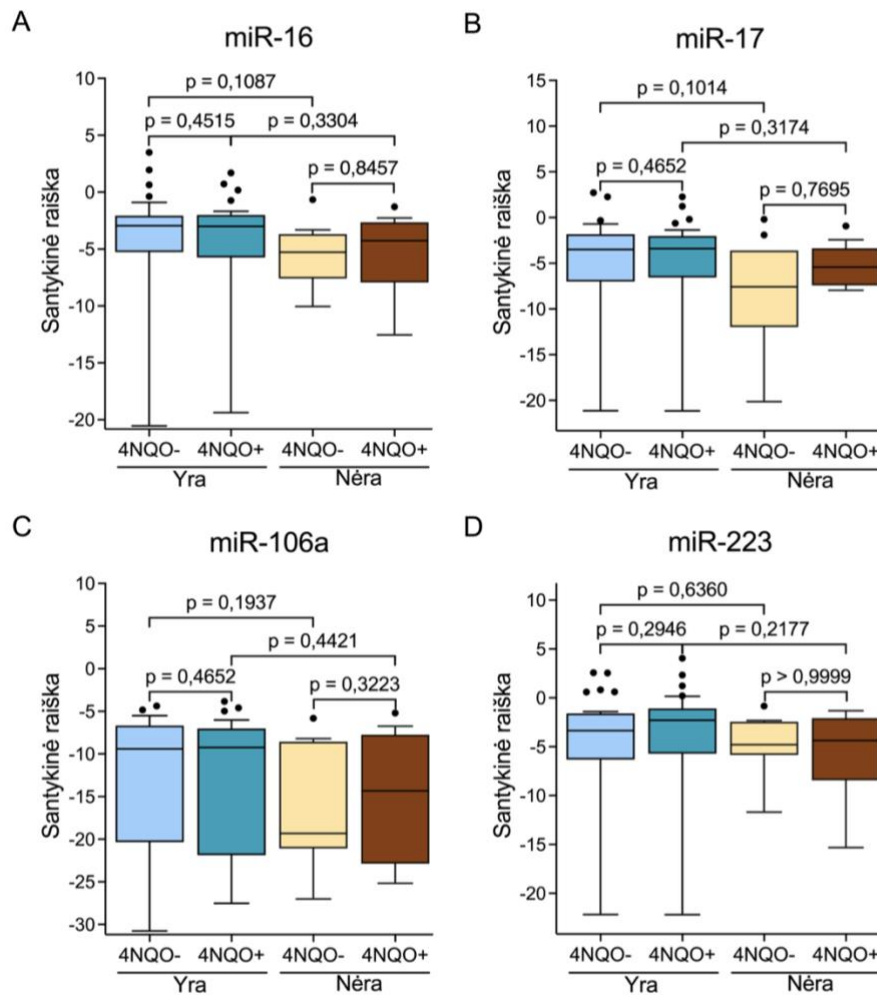 A
miR-16
Santykinė raiška
10
5
0
-5
-10
-15
-20
p = 0,1087
p = 0,4515
p = 0,3304
p = 0,8457
4NQO- 4NQO+ 4NQO- 4NQO+
Yra Nėra
B
miR-17
Santykinė raiška
15
10
5
0
-5
-10
-15
-20
p = 0,1014
p = 0,3174
p = 0,4652
p = 0,7695
4NQO- 4NQO+ 4NQO- 4NQO+
Yra Nėra
C
miR-106a
Santykinė raiška
10
5
0
-5
-10
-15
-20
-25
-30
p = 0,1937
p = 0,4421
p = 0,4652
p = 0,3223
4NQO- 4NQO+ 4NQO- 4NQO+
Yra Nėra
D
miR-223
Santykinė raiška
10
5
0
-5
-10
-15
-20
p = 0,6360
p = 0,2946
p = 0,2177
p > 0,9999
4NQO- 4NQO+ 4NQO- 4NQO+
Yra Nėra